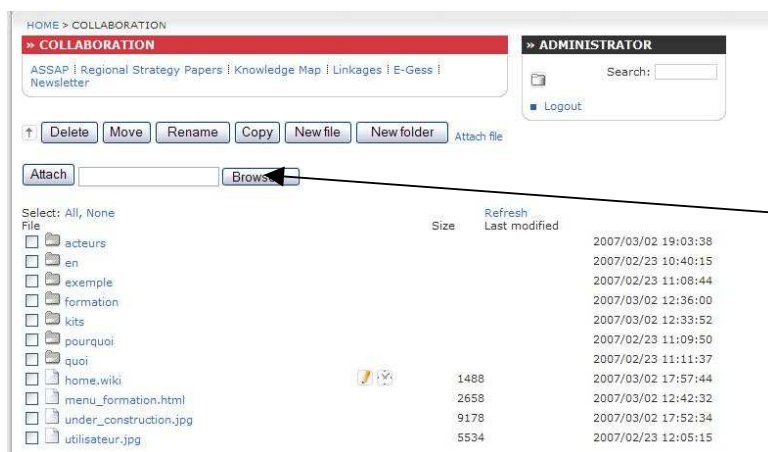 HOME > COLLABORATION
» COLLABORATION
ASSAP | Regional Strategy Papers | Knowledge Map | Linkages | E-Gess |
Newsletter
» ADMINISTRATOR
Search:
Logout
Delete Move Rename Copy New file New folder Attach file
Attach
Select: All, None Refresh
File Size Last modified
acteurs 2007/03/02 19:03:38
en 2007/02/23 10:40:15
exemple 2007/02/23 11:08:44
formation 2007/03/02 12:36:00
kits 2007/03/02 12:33:52
pourquoi 2007/02/23 11:09:50
quoi 2007/02/23 11:11:37
home.wiki 1488 2007/03/02 17:57:44
menu_formation.html 2658 2007/03/02 12:42:32
under_construction.jpg 9178 2007/03/02 17:52:34
utilisateur.jpg 5534 2007/02/23 12:05:15